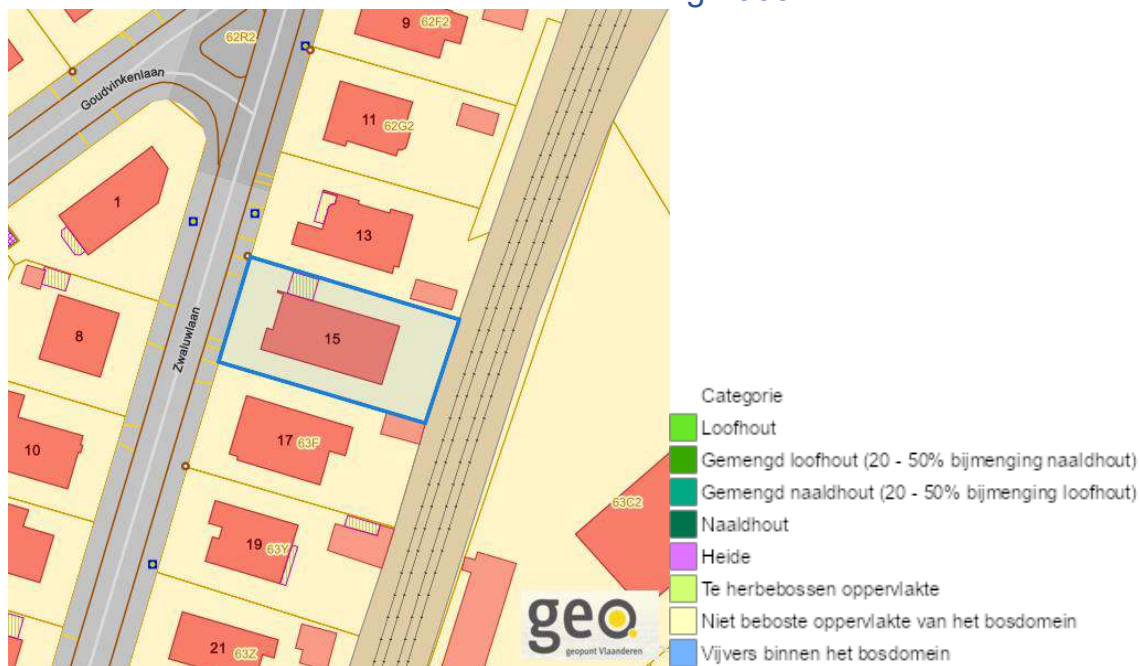 9
62F2
62R2
Goudvinkenlaan
11
62G2
1
13
15
8
Zwaluwlaan
17
63F
10
63C2
19
63Y
21
63Z
geo.
geopunt Vlaanderen
Categorie
Loofhout
Gemengd loofhout (20 - 50% bijmenging naaldhout)
Gemengd naaldhout (20 - 50% bijmenging loofhout)
Naaldhout
Heide
Te herbebossen oppervlakte
Niet beboste oppervlakte van het bosdomein
Vijvers binnen het bosdomein